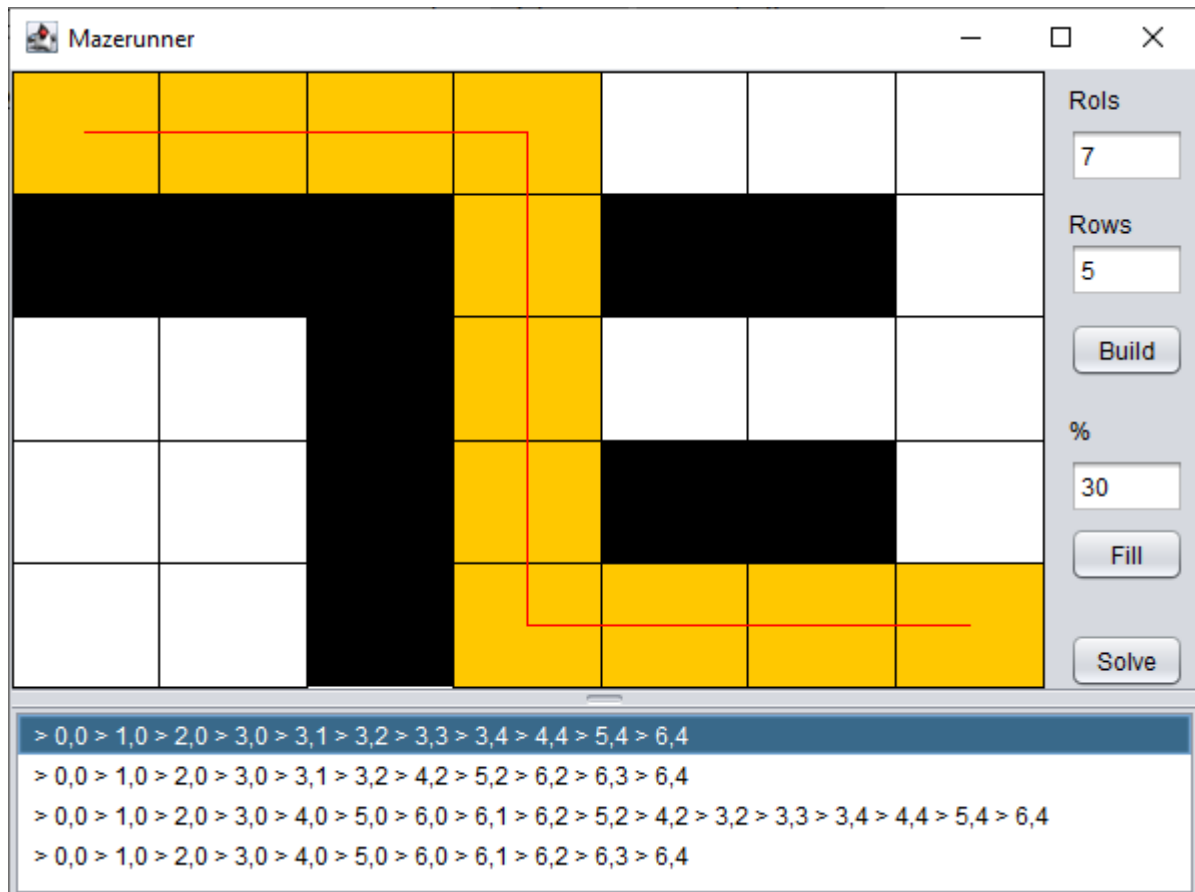 Mazerunner
Rols
7
Rows
5
Build
%
30
Fill
Solve
> 0,0 > 1,0 > 2,0 > 3,0 > 3,1 > 3,2 > 3,3 > 3,4 > 4,4 > 5,4 > 6,4
> 0,0 > 1,0 > 2,0 > 3,0 > 3,1 > 3,2 > 4,2 > 5,2 > 6,2 > 6,3 > 6,4
> 0,0 > 1,0 > 2,0 > 3,0 > 4,0 > 5,0 > 6,0 > 6,1 > 6,2 > 5,2 > 4,2 > 3,2 > 3,3 > 3,4 > 4,4 > 5,4 > 6,4
> 0,0 > 1,0 > 2,0 > 3,0 > 4,0 > 5,0 > 6,0 > 6,1 > 6,2 > 6,3 > 6,4